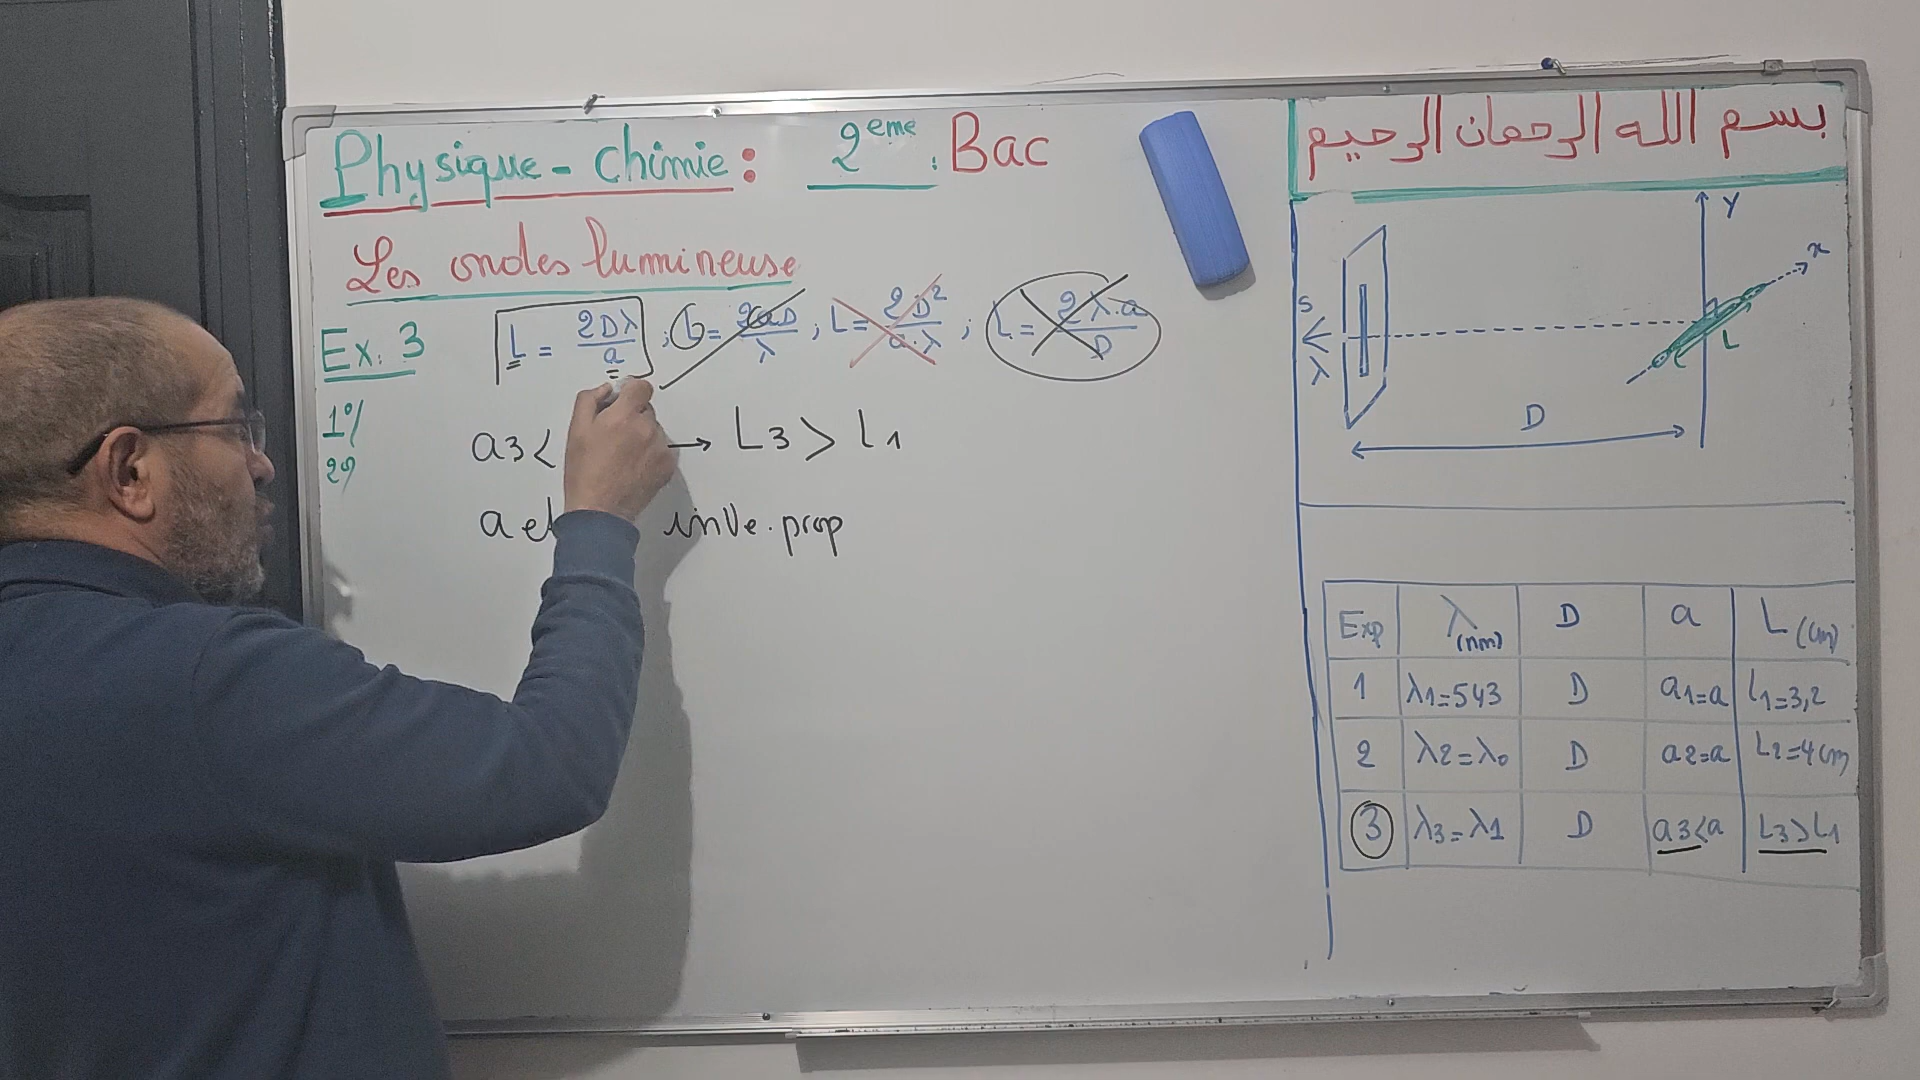 Physique - chimie : 2eme. Bac
Les ondes lumineuse
Ex. 3
L = 2Dλ/a ; L = 2aD/λ ; L = 2D²/a.λ ; L = 2λ.a/D
1°/
2°/
a3 < → L3 > L1
a et inve. prop
بسم الله الرحمان الرحيم
Y
x
S
λ
L
D
Exp λ (nm) D a L (cm)
1 λ1=543 D a1=a L1=3,2
2 λ2=λ0 D a2=a L2=4cm
3 λ3=λ1 D a3<a L3>L1